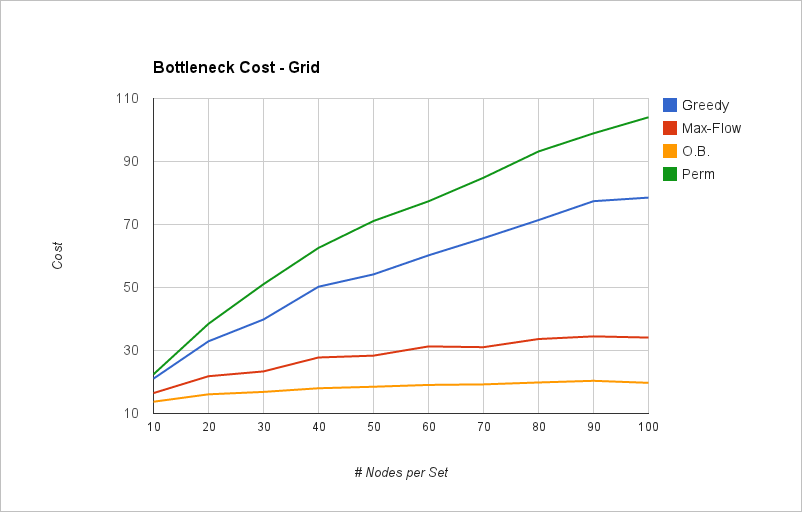 Bottleneck Cost - Grid
110
90
70
50
30
10
Cost
10 20 30 40 50 60 70 80 90 100
# Nodes per Set
Greedy
Max-Flow
O.B.
Perm